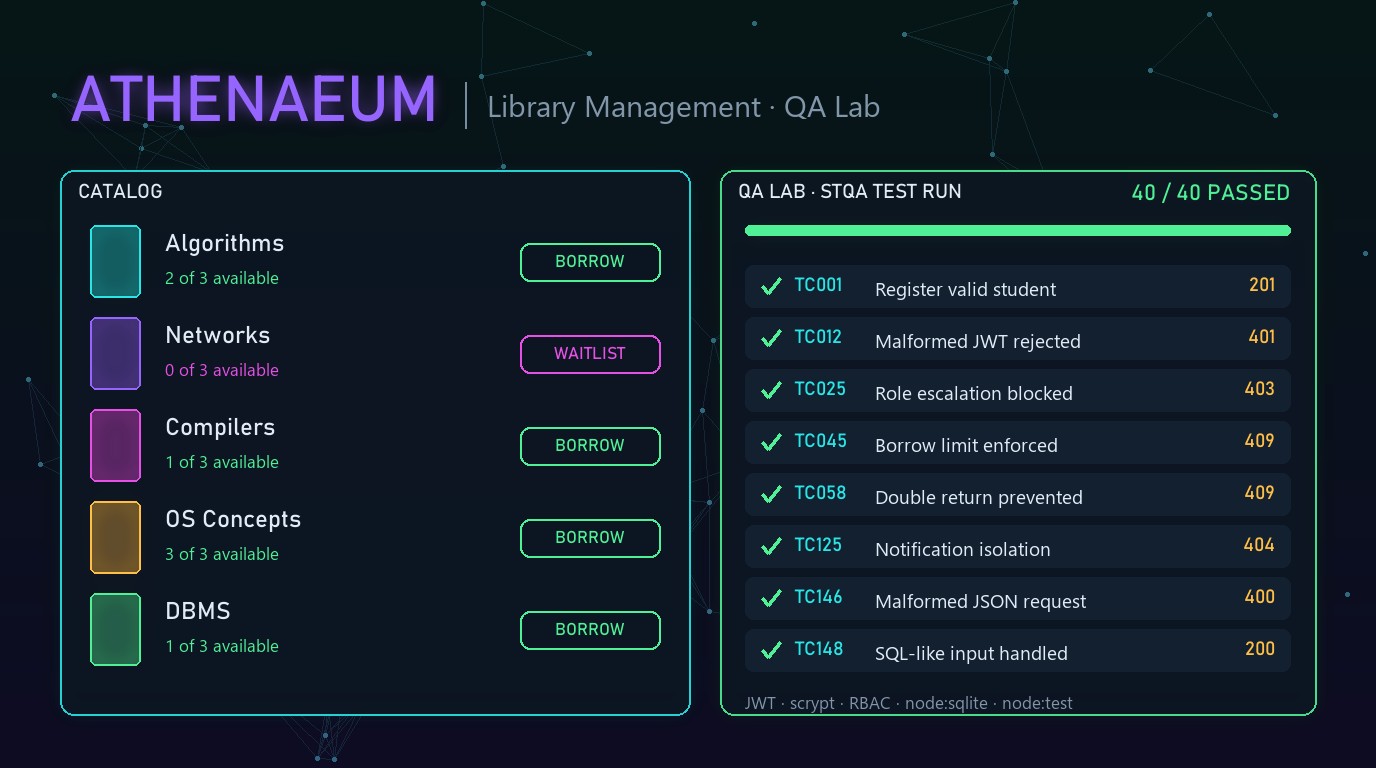 ATHENAEUM
Library Management · QA Lab
CATALOG
Algorithms
2 of 3 available
BORROW
Networks
0 of 3 available
WAITLIST
Compilers
1 of 3 available
BORROW
OS Concepts
3 of 3 available
BORROW
DBMS
1 of 3 available
BORROW
QA LAB · STQA TEST RUN
40 / 40 PASSED
TC001 Register valid student 201
TC012 Malformed JWT rejected 401
TC025 Role escalation blocked 403
TC045 Borrow limit enforced 409
TC058 Double return prevented 409
TC125 Notification isolation 404
TC146 Malformed JSON request 400
TC148 SQL-like input handled 200
JWT · scrypt · RBAC · node:sqlite · node:test